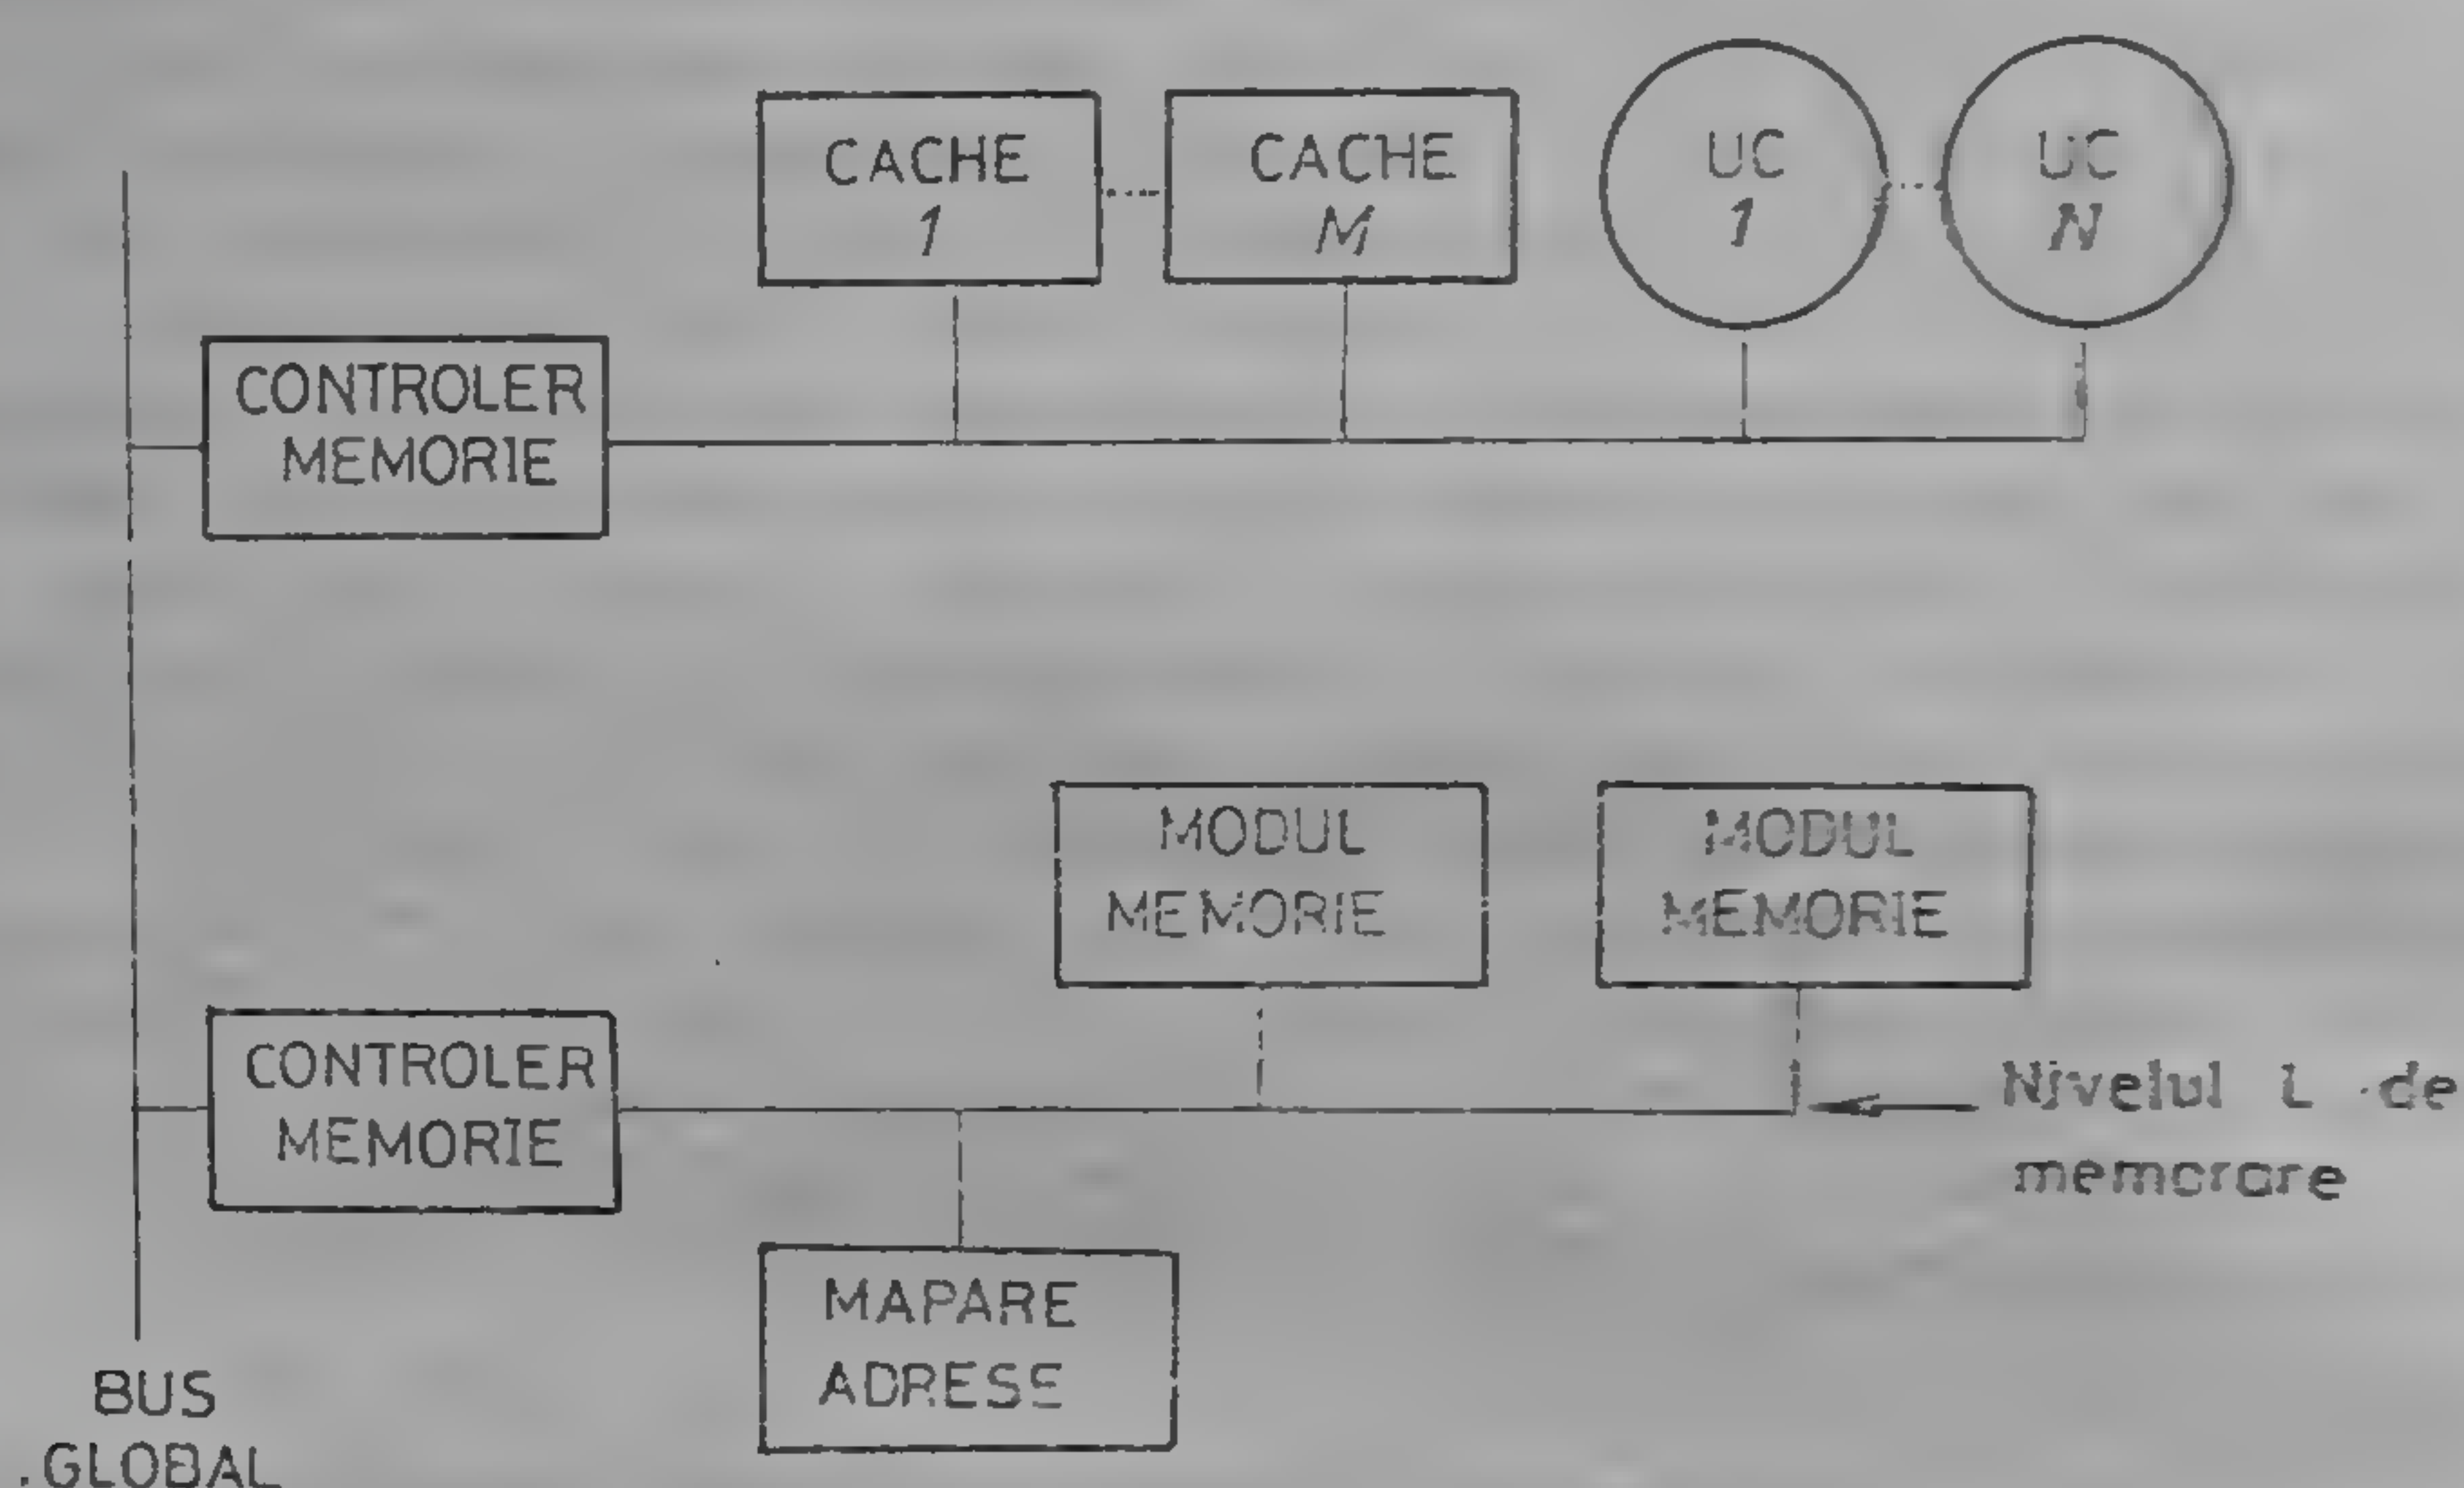 CACHE
1
CACHE
M
UC
1
UC
N
CONTROLER
MEMORIE
MODUL
MEMORIE
MODUL
MEMORIE
CONTROLER
MEMORIE
Nivelul L de
memorare
MAPARE
ADRESE
BUS
GLOBAL